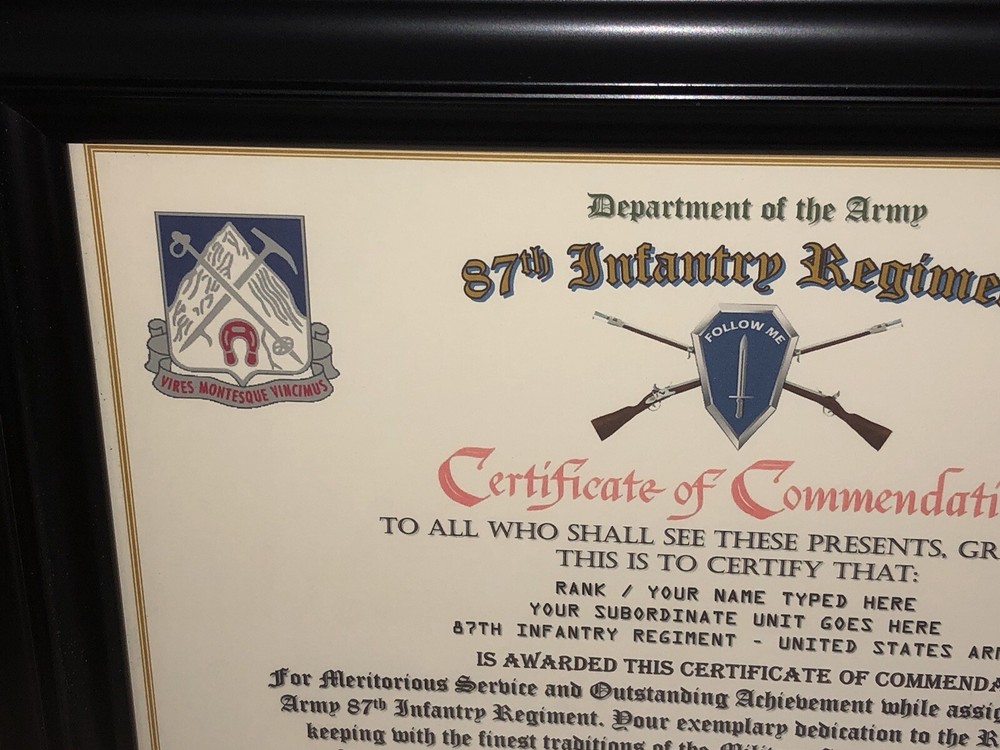 Department of the Army
87th Infantry Regime
FOLLOW ME
VIRES MONTESQUE VINCIMUS
Certificate of Commendati
TO ALL WHO SHALL SEE THESE PRESENTS, GR
THIS IS TO CERTIFY THAT:
RANK / YOUR NAME TYPED HERE
YOUR SUBORDINATE UNIT GOES HERE
87TH INFANTRY REGIMENT - UNITED STATES AR
IS AWARDED THIS CERTIFICATE OF COMMENDA
For Meritorious Service and Outstanding Achievement while assig
Army 87th Infantry Regiment. Your exemplary dedication to the R
keeping with the finest traditions of the